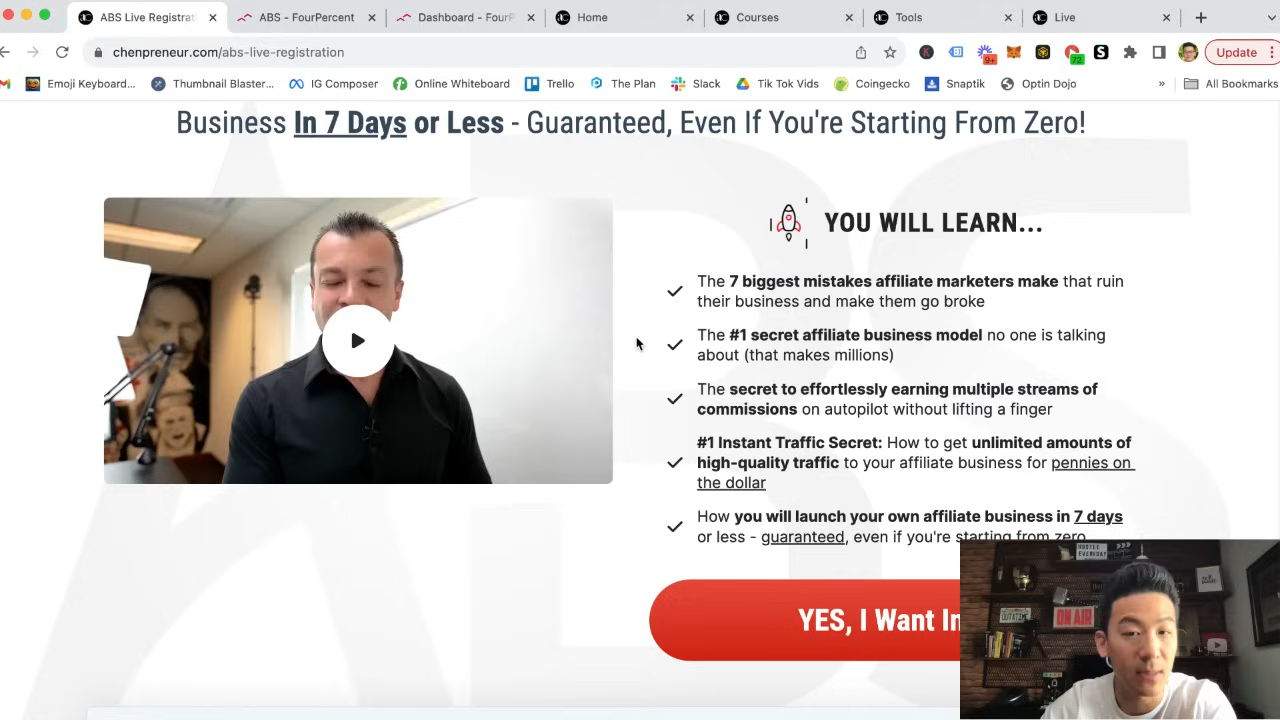 ABS Live Registrat
ABS - FourPercent
Dashboard - FourP
Home
Courses
Tools
Live
chenpreneur.com/abs-live-registration
9+
72
Update
Emoji Keyboard...
Thumbnail Blaster...
IG Composer
Online Whiteboard
Trello
The Plan
Slack
Tik Tok Vids
Coingecko
Snaptik
Optin Dojo
»
All Bookmarks
Business In 7 Days or Less - Guaranteed, Even If You're Starting From Zero!
YOU WILL LEARN...
The 7 biggest mistakes affiliate marketers make that ruin
their business and make them go broke
The #1 secret affiliate business model no one is talking
about (that makes millions)
The secret to effortlessly earning multiple streams of
commissions on autopilot without lifting a finger
#1 Instant Traffic Secret: How to get unlimited amounts of
high-quality traffic to your affiliate business for pennies on
the dollar
How you will launch your own affiliate business in 7 days
or less - guaranteed, even if you're starting from zero
YES, I Want In
HUSTLE
EVERYDAY
OUTATIME
ON AIR